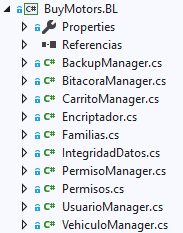 BuyMotors.BL
Properties
Referencias
C# BackupManager.cs
C# BitacoraManager.cs
C# CarritoManager.cs
C# Encriptador.cs
C# Familias.cs
C# IntegridadDatos.cs
C# PermisoManager.cs
C# Permisos.cs
C# UsuarioManager.cs
C# VehiculoManager.cs